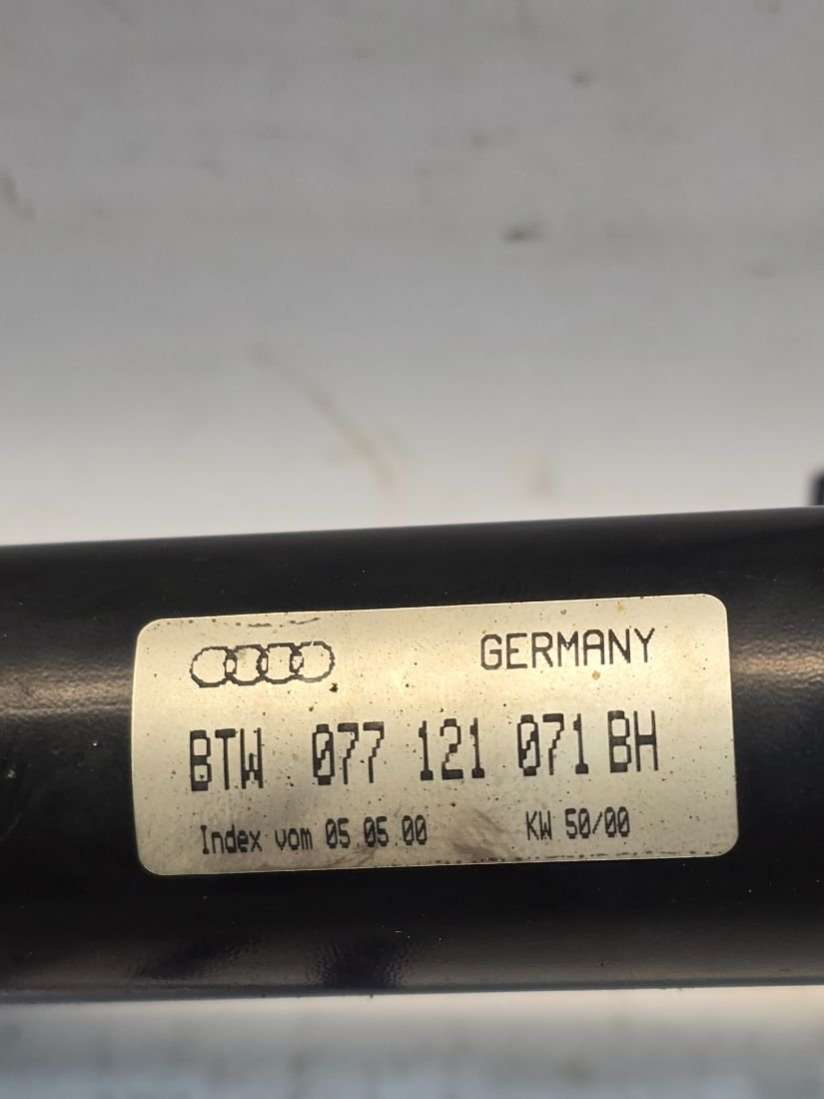 GERMANY
BTW 077 121 071 BH
Index vom 05.05.00 KW 50/00